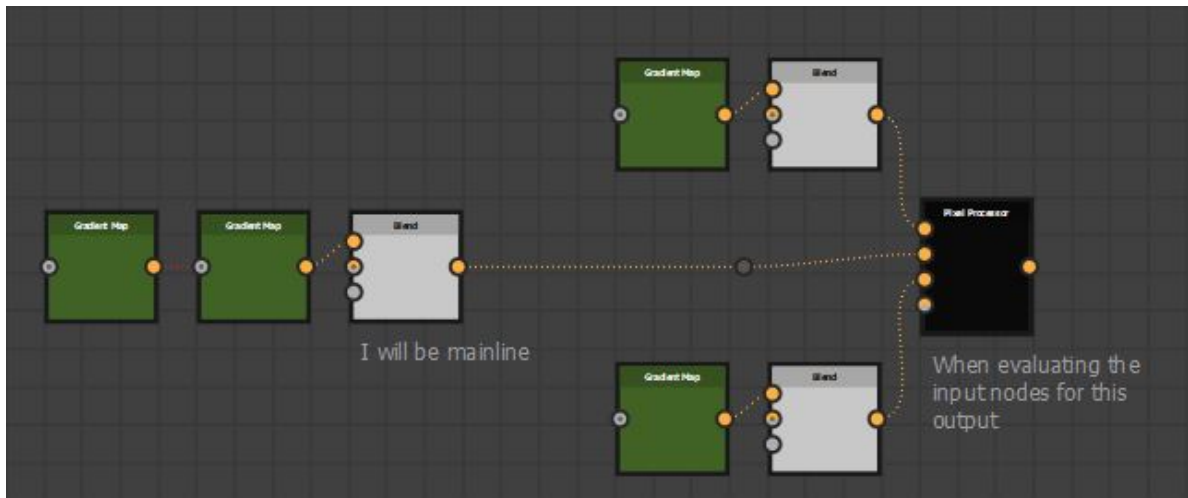 Gradient Map
Blend
Gradient Map
Gradient Map
Blend
Pixel Processor
I will be mainline
When evaluating the
input nodes for this
output
Gradient Map
Blend